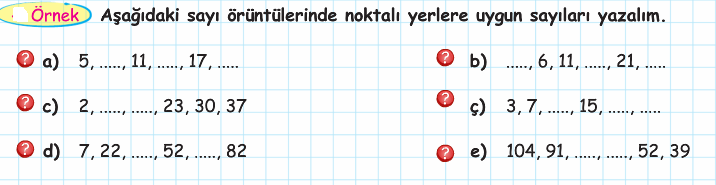 Örnek Aşağıdaki sayı örüntülerinde noktalı yerlere uygun sayıları yazalım.
? a) 5, ....., 11, ....., 17, ..... ? b) ....., 6, 11, ....., 21, .....
? c) 2, ....., ....., 23, 30, 37 ? ç) 3, 7, ....., 15, ....., .....
? d) 7, 22, ....., 52, ....., 82 ? e) 104, 91, ....., ....., 52, 39